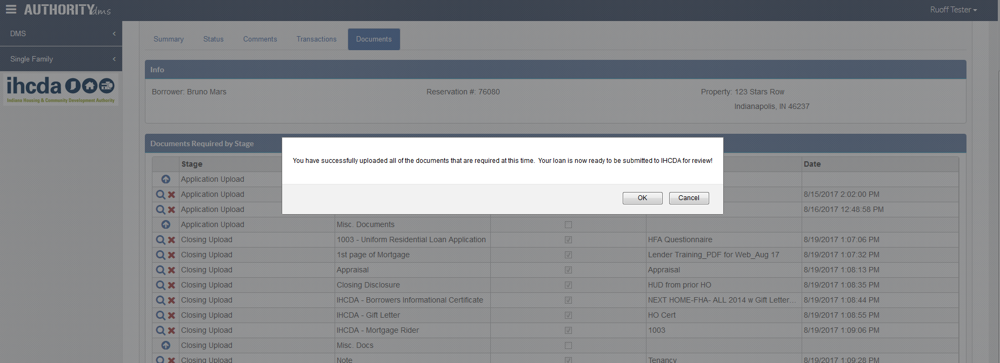 AUTHORITYdms
Ruoff Tester
DMS
Single Family
ihcda
Indiana Housing & Community Development Authority
Summary Status Comments Transactions Documents
Info
Borrower: Bruno Mars Reservation #: 76080 Property: 123 Stars Row
Indianapolis, IN 46237
Documents Required by Stage
You have successfully uploaded all of the documents that are required at this time. Your loan is now ready to be submitted to IHCDA for review!
OK Cancel
Stage Date
Application Upload
Application Upload 8/15/2017 2:02:00 PM
Application Upload 8/16/2017 12:48:58 PM
Application Upload Misc. Documents
Closing Upload 1003 - Uniform Residential Loan Application HFA Questionnaire 8/19/2017 1:07:06 PM
Closing Upload 1st page of Mortgage Lender Training_PDF for Web_Aug 17 8/19/2017 1:07:32 PM
Closing Upload Appraisal Appraisal 8/19/2017 1:08:13 PM
Closing Upload Closing Disclosure HUD from prior HO 8/19/2017 1:08:35 PM
Closing Upload IHCDA - Borrowers Informational Certificate NEXT HOME-FHA- ALL 2014 w Gift Letter... 8/19/2017 1:08:44 PM
Closing Upload IHCDA - Gift Letter HO Cert 8/19/2017 1:08:55 PM
Closing Upload IHCDA - Mortgage Rider 1003 8/19/2017 1:09:06 PM
Closing Upload Misc. Docs
Closing Upload Note Tenancy 8/19/2017 1:09:28 PM